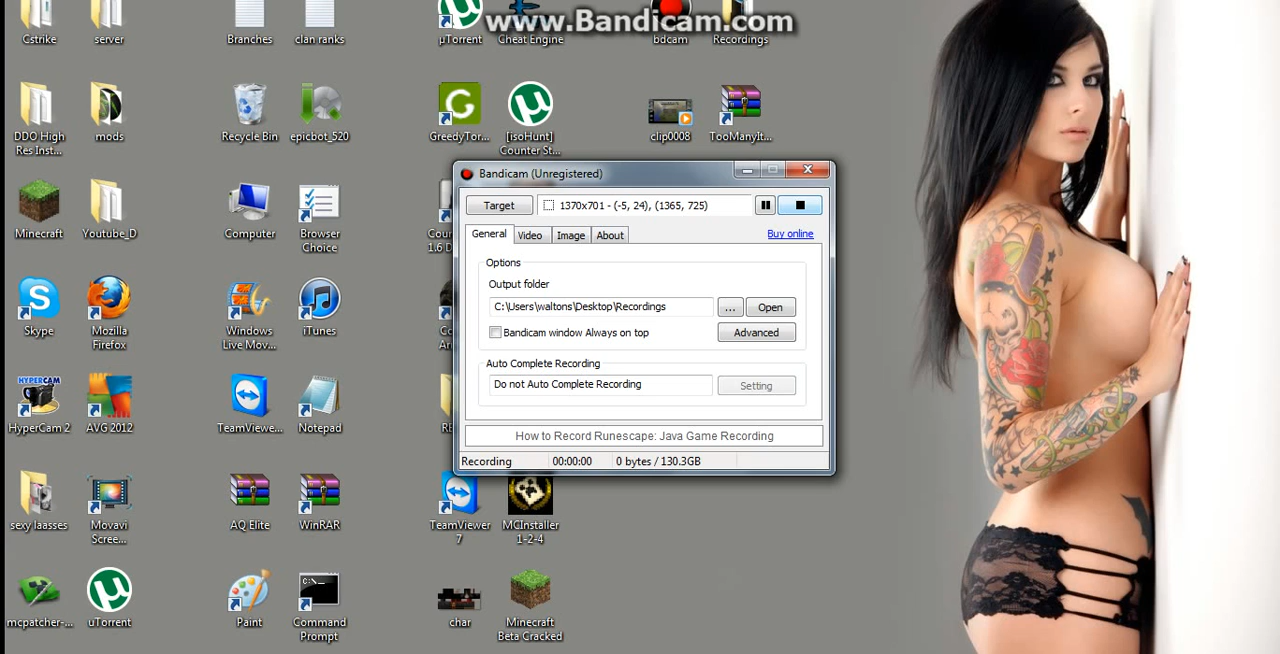 www.Bandicam.com
Cstrike
server
Branches
clan ranks
µTorrent
Cheat Engine
bdcam
Recordings
DDO High
Res Inst...
mods
Recycle Bin
epicbot_520
GreedyTor...
[isoHunt]
Counter St...
clip0008
TooManyIt...
Minecraft
Youtube_D
Computer
Browser
Choice
1.6 D
Skype
Mozilla
Firefox
Windows
Live Mov...
iTunes
HYPERCAM
HyperCam 2
AVG 2012
TeamViewe...
Notepad
sexy laasses
Movavi
Scree...
AQ Elite
WinRAR
TeamViewer
7
MCInstaller
1-2-4
mcpatcher-...
uTorrent
Paint
C:\_
Command
Prompt
char
Minecraft
Beta Cracked
Bandicam (Unregistered)
Target
1370x701 - (-5, 24), (1365, 725)
General
Video
Image
About
Buy online
Options
Output folder
C:\Users\waltons\Desktop\Recordings
...
Open
Bandicam window Always on top
Advanced
Auto Complete Recording
Do not Auto Complete Recording
Setting
How to Record Runescape: Java Game Recording
Recording
00:00:00
0 bytes / 130.3GB